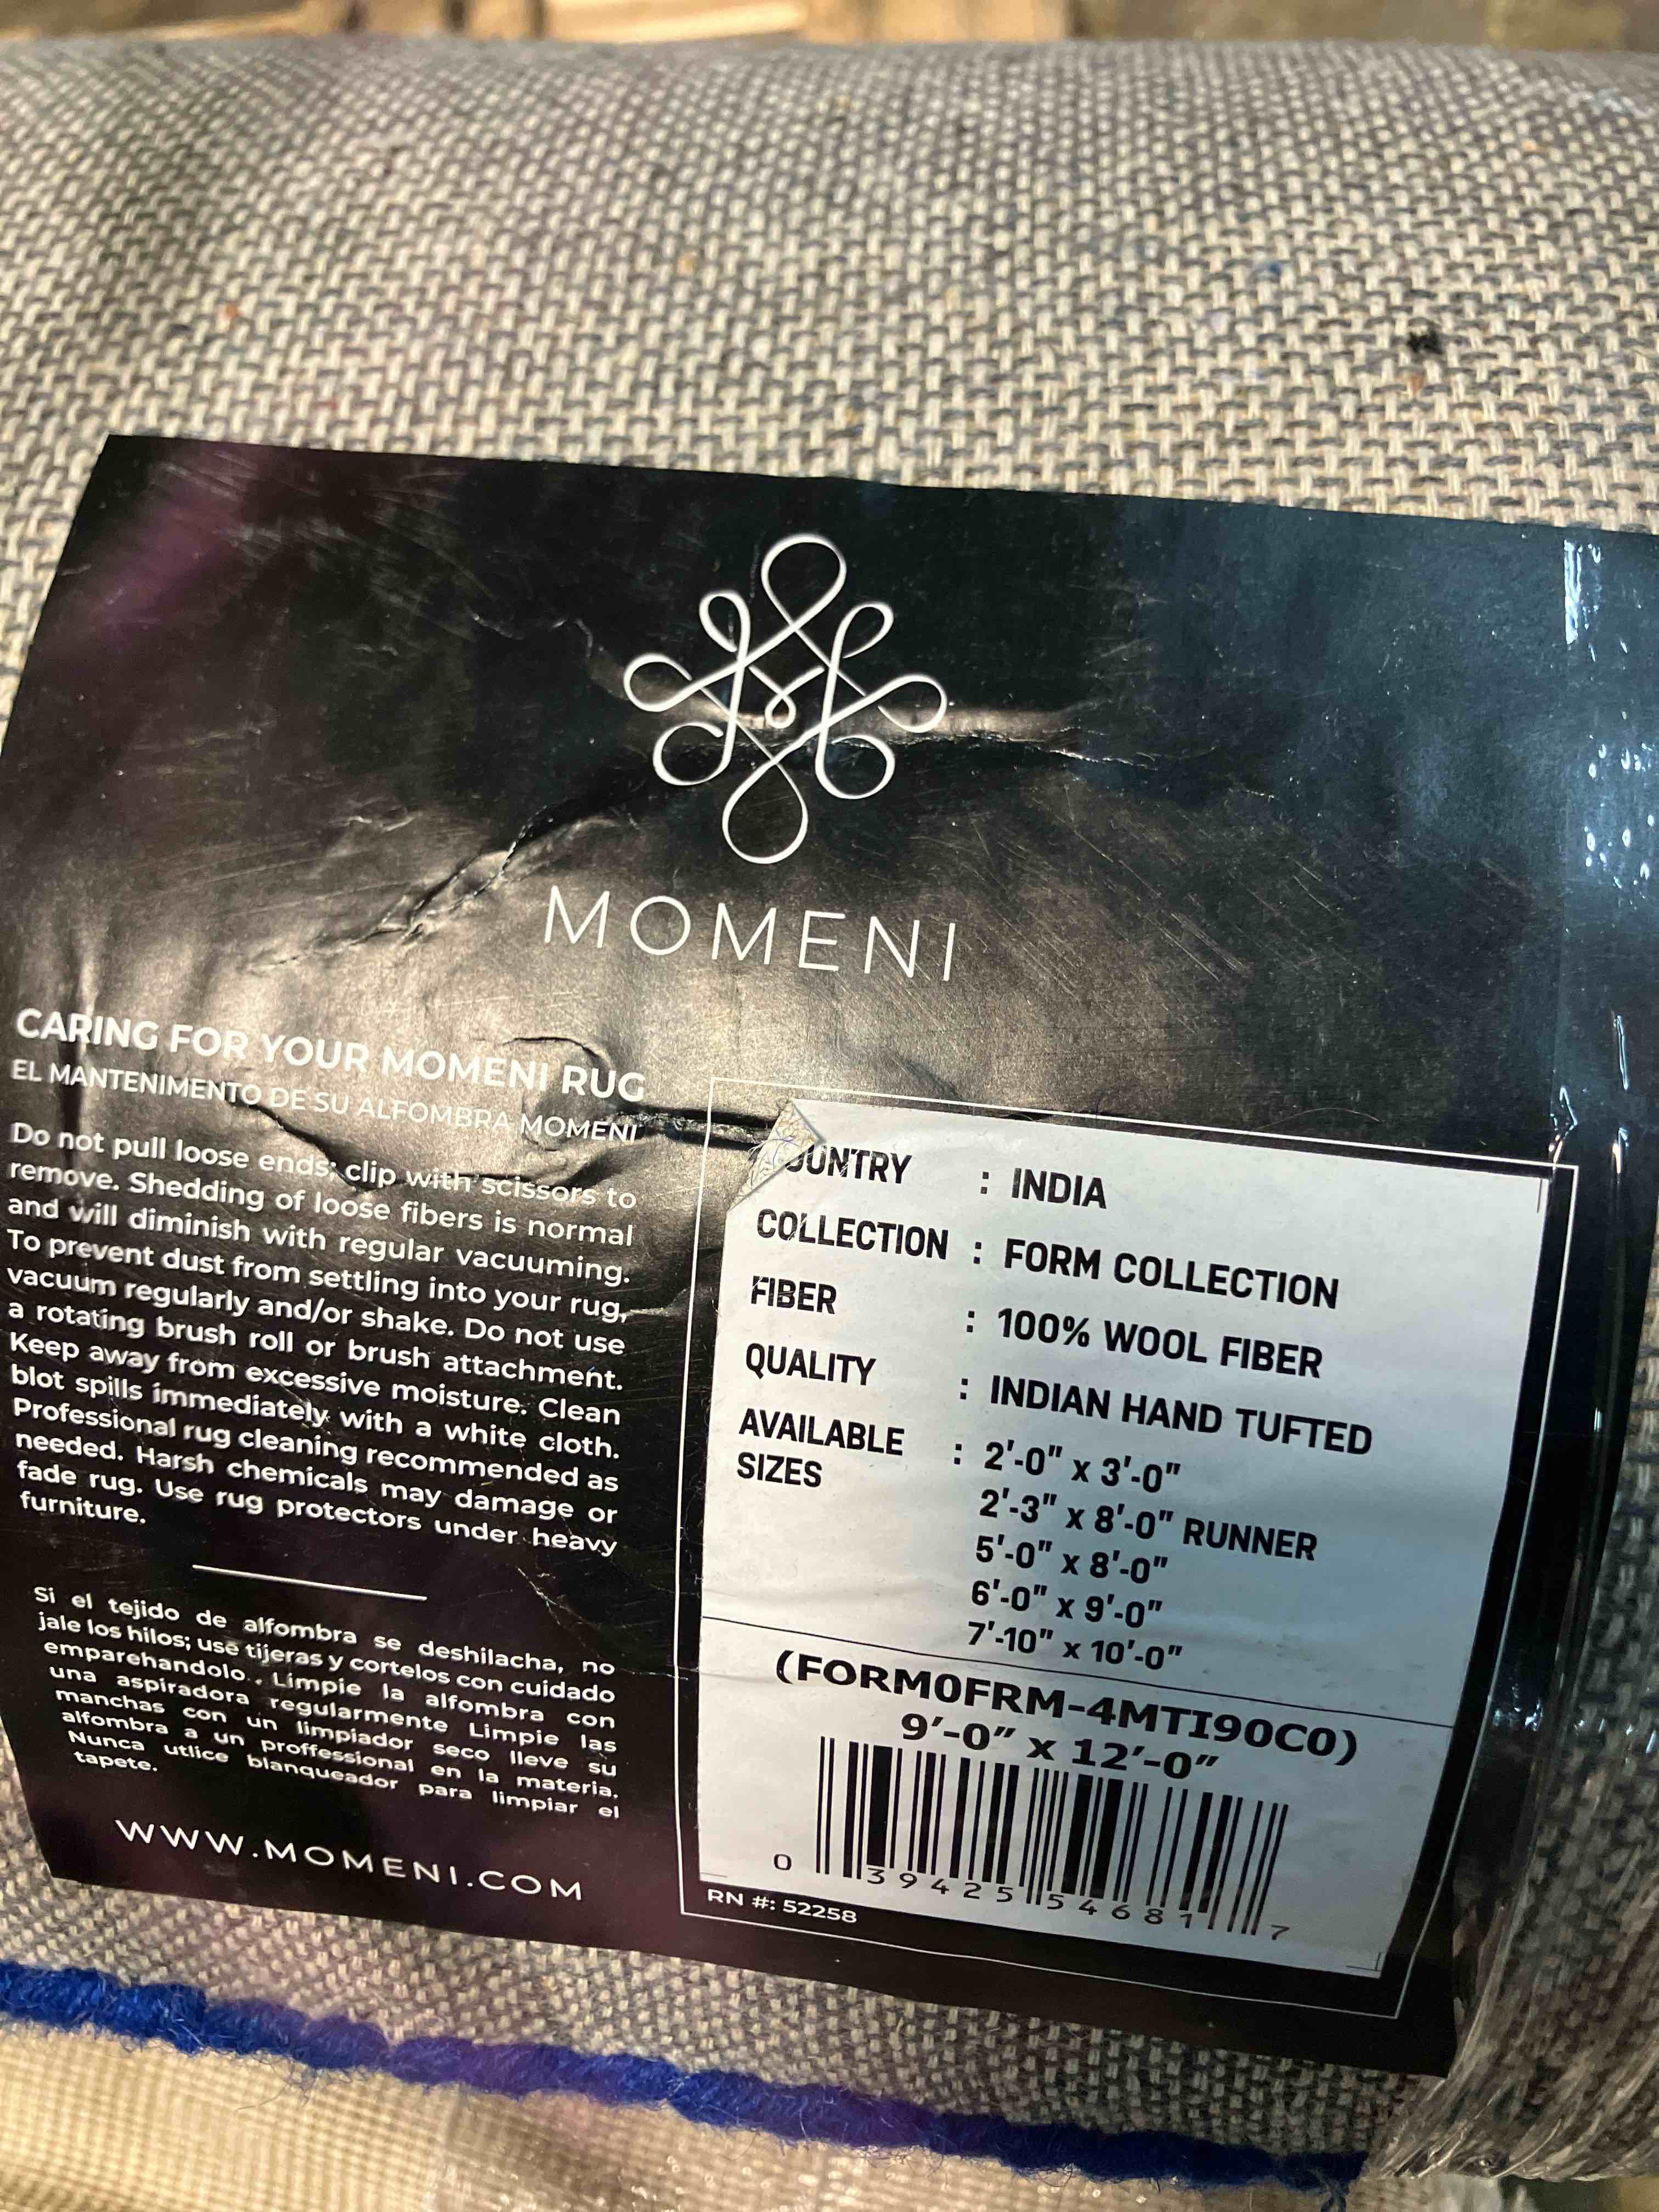 MOMENI
CARING FOR YOUR MOMENI RUG
EL MANTENIMENTO DE SU ALFOMBRA MOMENI
Do not pull loose ends; clip with scissors to
remove. Shedding of loose fibers is normal
and will diminish with regular vacuuming.
To prevent dust from settling into your rug,
vacuum regularly and/or shake. Do not use
a rotating brush roll or brush attachment.
Keep away from excessive moisture. Clean
blot spills immediately with a white cloth.
Professional rug cleaning recommended as
needed. Harsh chemicals may damage or
fade rug. Use rug protectors under heavy
furniture.
Si el tejido de alfombra se deshilacha, no
jale los hilos; use tijeras y cortelos con cuidado
emparehandolo. . Limpie la alfombra con
una aspiradora regularmente Limpie las
manchas con un limpiador seco lleve su
alfombra a un proffessional en la materia.
Nunca utlice blanqueador para limpiar el
tapete.
WWW.MOMENI.COM
OUNTRY : INDIA
COLLECTION : FORM COLLECTION
FIBER : 100% WOOL FIBER
QUALITY : INDIAN HAND TUFTED
AVAILABLE SIZES : 2'-0" x 3'-0"
2'-3" x 8'-0" RUNNER
5'-0" x 8'-0"
6'-0" x 9'-0"
7'-10" x 10'-0"
(FORM0FRM-4MTI90C0)
9'-0" x 12'-0"
0 39425 54681 7
RN #: 52258